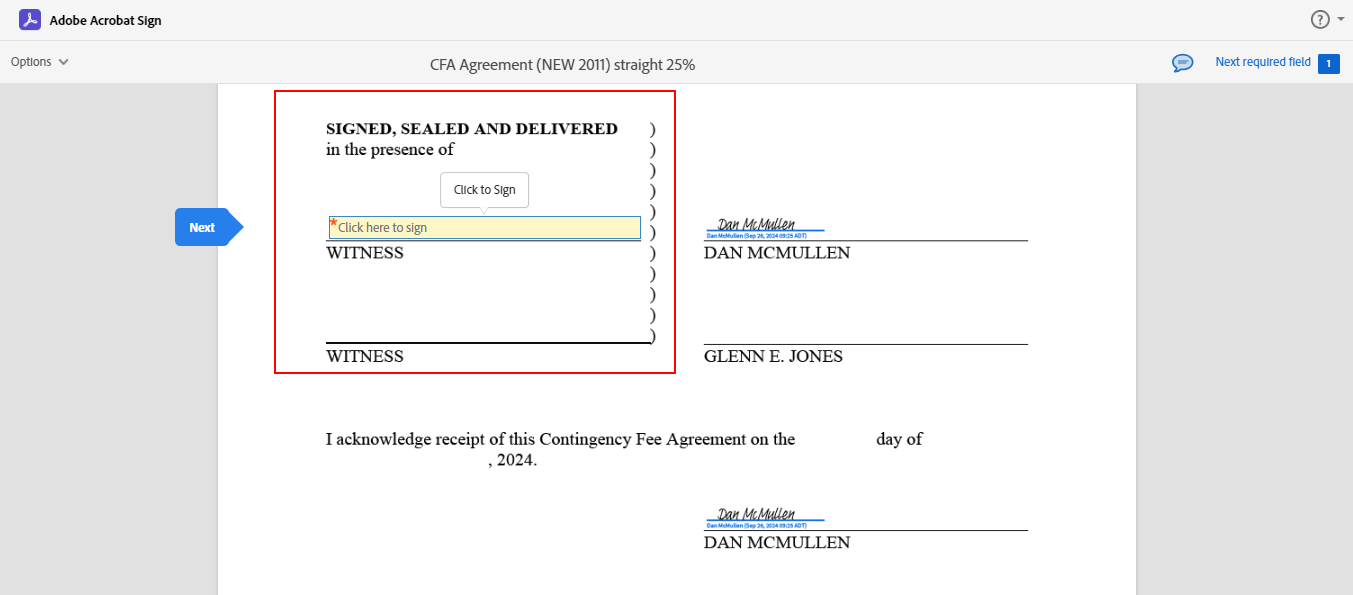 Adobe Acrobat Sign
?
Options
CFA Agreement (NEW 2011) straight 25%
Next required field 1
SIGNED, SEALED AND DELIVERED )
in the presence of )
)
Click to Sign )
)
Next
*Click here to sign )
Dan McMullen
Dan McMullen (Sep 26, 2024 09:25 ADT)
WITNESS )
DAN MCMULLEN
)
)
)
)
WITNESS
GLENN E. JONES
I acknowledge receipt of this Contingency Fee Agreement on the day of
, 2024.
Dan McMullen
Dan McMullen (Sep 26, 2024 09:25 ADT)
DAN MCMULLEN